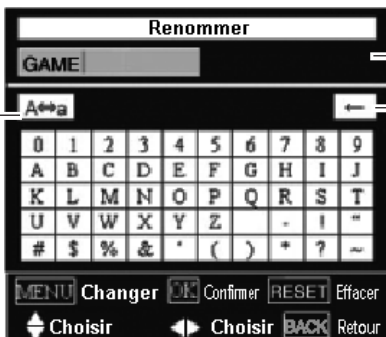 Renommer
GAME
A⇔a ←
0 1 2 3 4 5 6 7 8 9
A B C D E F G H I J
K L M N O P Q R S T
U V W X Y Z - !
# $ % & ( ) * ? ~
MENU Changer OK Confirmer RESET Effacer
Choisir Choisir BACK Retour